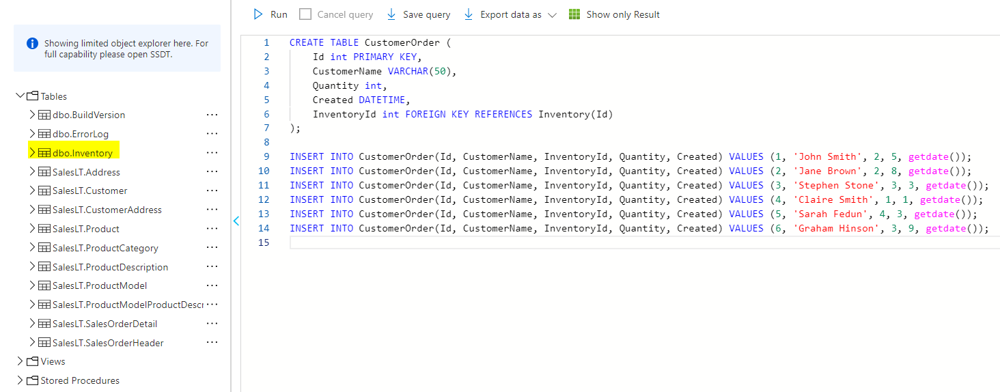 Run Cancel query Save query Export data as Show only Result
Showing limited object explorer here. For
full capability please open SSDT.
Tables
dbo.BuildVersion ...
dbo.ErrorLog ...
dbo.Inventory ...
SalesLT.Address ...
SalesLT.Customer ...
SalesLT.CustomerAddress ...
SalesLT.Product ...
SalesLT.ProductCategory ...
SalesLT.ProductDescription ...
SalesLT.ProductModel ...
SalesLT.ProductModelProductDescr ...
SalesLT.SalesOrderDetail ...
SalesLT.SalesOrderHeader ...
Views
Stored Procedures
1 CREATE TABLE CustomerOrder (
2 Id int PRIMARY KEY,
3 CustomerName VARCHAR(50),
4 Quantity int,
5 Created DATETIME,
6 InventoryId int FOREIGN KEY REFERENCES Inventory(Id)
7 );
8
9 INSERT INTO CustomerOrder(Id, CustomerName, InventoryId, Quantity, Created) VALUES (1, 'John Smith', 2, 5, getdate());
10 INSERT INTO CustomerOrder(Id, CustomerName, InventoryId, Quantity, Created) VALUES (2, 'Jane Brown', 2, 8, getdate());
11 INSERT INTO CustomerOrder(Id, CustomerName, InventoryId, Quantity, Created) VALUES (3, 'Stephen Stone', 3, 3, getdate());
12 INSERT INTO CustomerOrder(Id, CustomerName, InventoryId, Quantity, Created) VALUES (4, 'Claire Smith', 1, 1, getdate());
13 INSERT INTO CustomerOrder(Id, CustomerName, InventoryId, Quantity, Created) VALUES (5, 'Sarah Fedun', 4, 3, getdate());
14 INSERT INTO CustomerOrder(Id, CustomerName, InventoryId, Quantity, Created) VALUES (6, 'Graham Hinson', 3, 9, getdate());
15